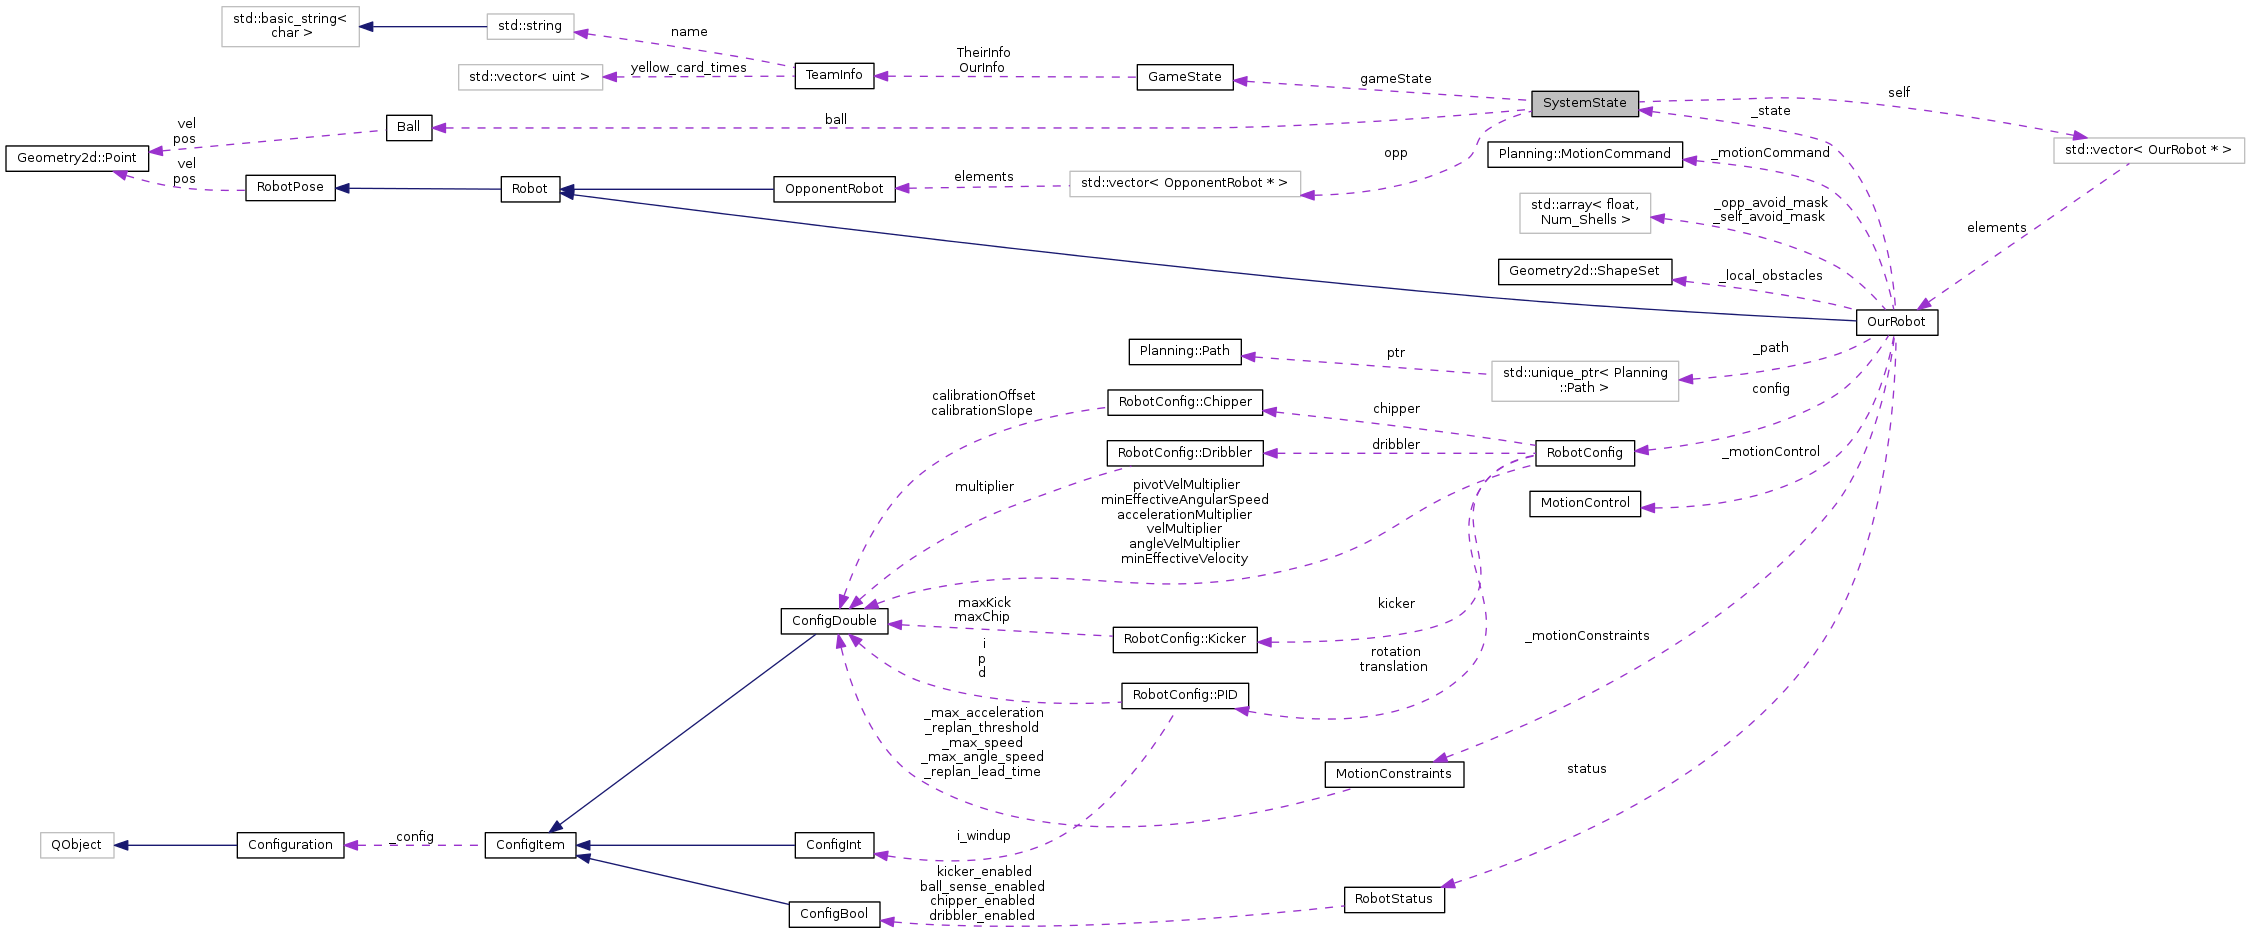 std::basic_string<
char >
std::string
name
std::vector< uint >
yellow_card_times
TeamInfo
TheirInfo
OurInfo
GameState
gameState
SystemState
self
_state
std::vector< OurRobot * >
Ball
ball
vel
pos
Geometry2d::Point
vel
pos
RobotPose
Robot
OpponentRobot
elements
std::vector< OpponentRobot * >
opp
Planning::MotionCommand
_motionCommand
std::array< float,
Num_Shells >
_opp_avoid_mask
_self_avoid_mask
elements
Geometry2d::ShapeSet
_local_obstacles
OurRobot
Planning::Path
ptr
std::unique_ptr< Planning
::Path >
_path
config
calibrationOffset
calibrationSlope
RobotConfig::Chipper
chipper
RobotConfig::Dribbler
dribbler
RobotConfig
_motionControl
multiplier
pivotVelMultiplier
minEffectiveAngularSpeed
accelerationMultiplier
velMultiplier
angleVelMultiplier
minEffectiveVelocity
MotionControl
ConfigDouble
maxKick
maxChip
RobotConfig::Kicker
kicker
_motionConstraints
i
p
d
rotation
translation
RobotConfig::PID
_max_acceleration
_replan_threshold
_max_speed
_max_angle_speed
_replan_lead_time
MotionConstraints
status
QObject
Configuration
_config
ConfigItem
ConfigInt
i_windup
kicker_enabled
ball_sense_enabled
chipper_enabled
dribbler_enabled
ConfigBool
RobotStatus